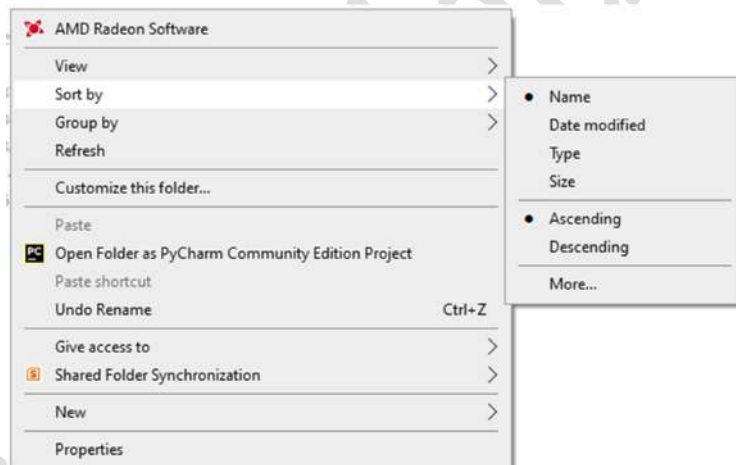 AMD Radeon Software
View
Sort by
Group by
Refresh
Customize this folder...
Paste
Open Folder as PyCharm Community Edition Project
Paste shortcut
Undo Rename Ctrl+Z
Give access to
Shared Folder Synchronization
New
Properties
Name
Date modified
Type
Size
Ascending
Descending
More...